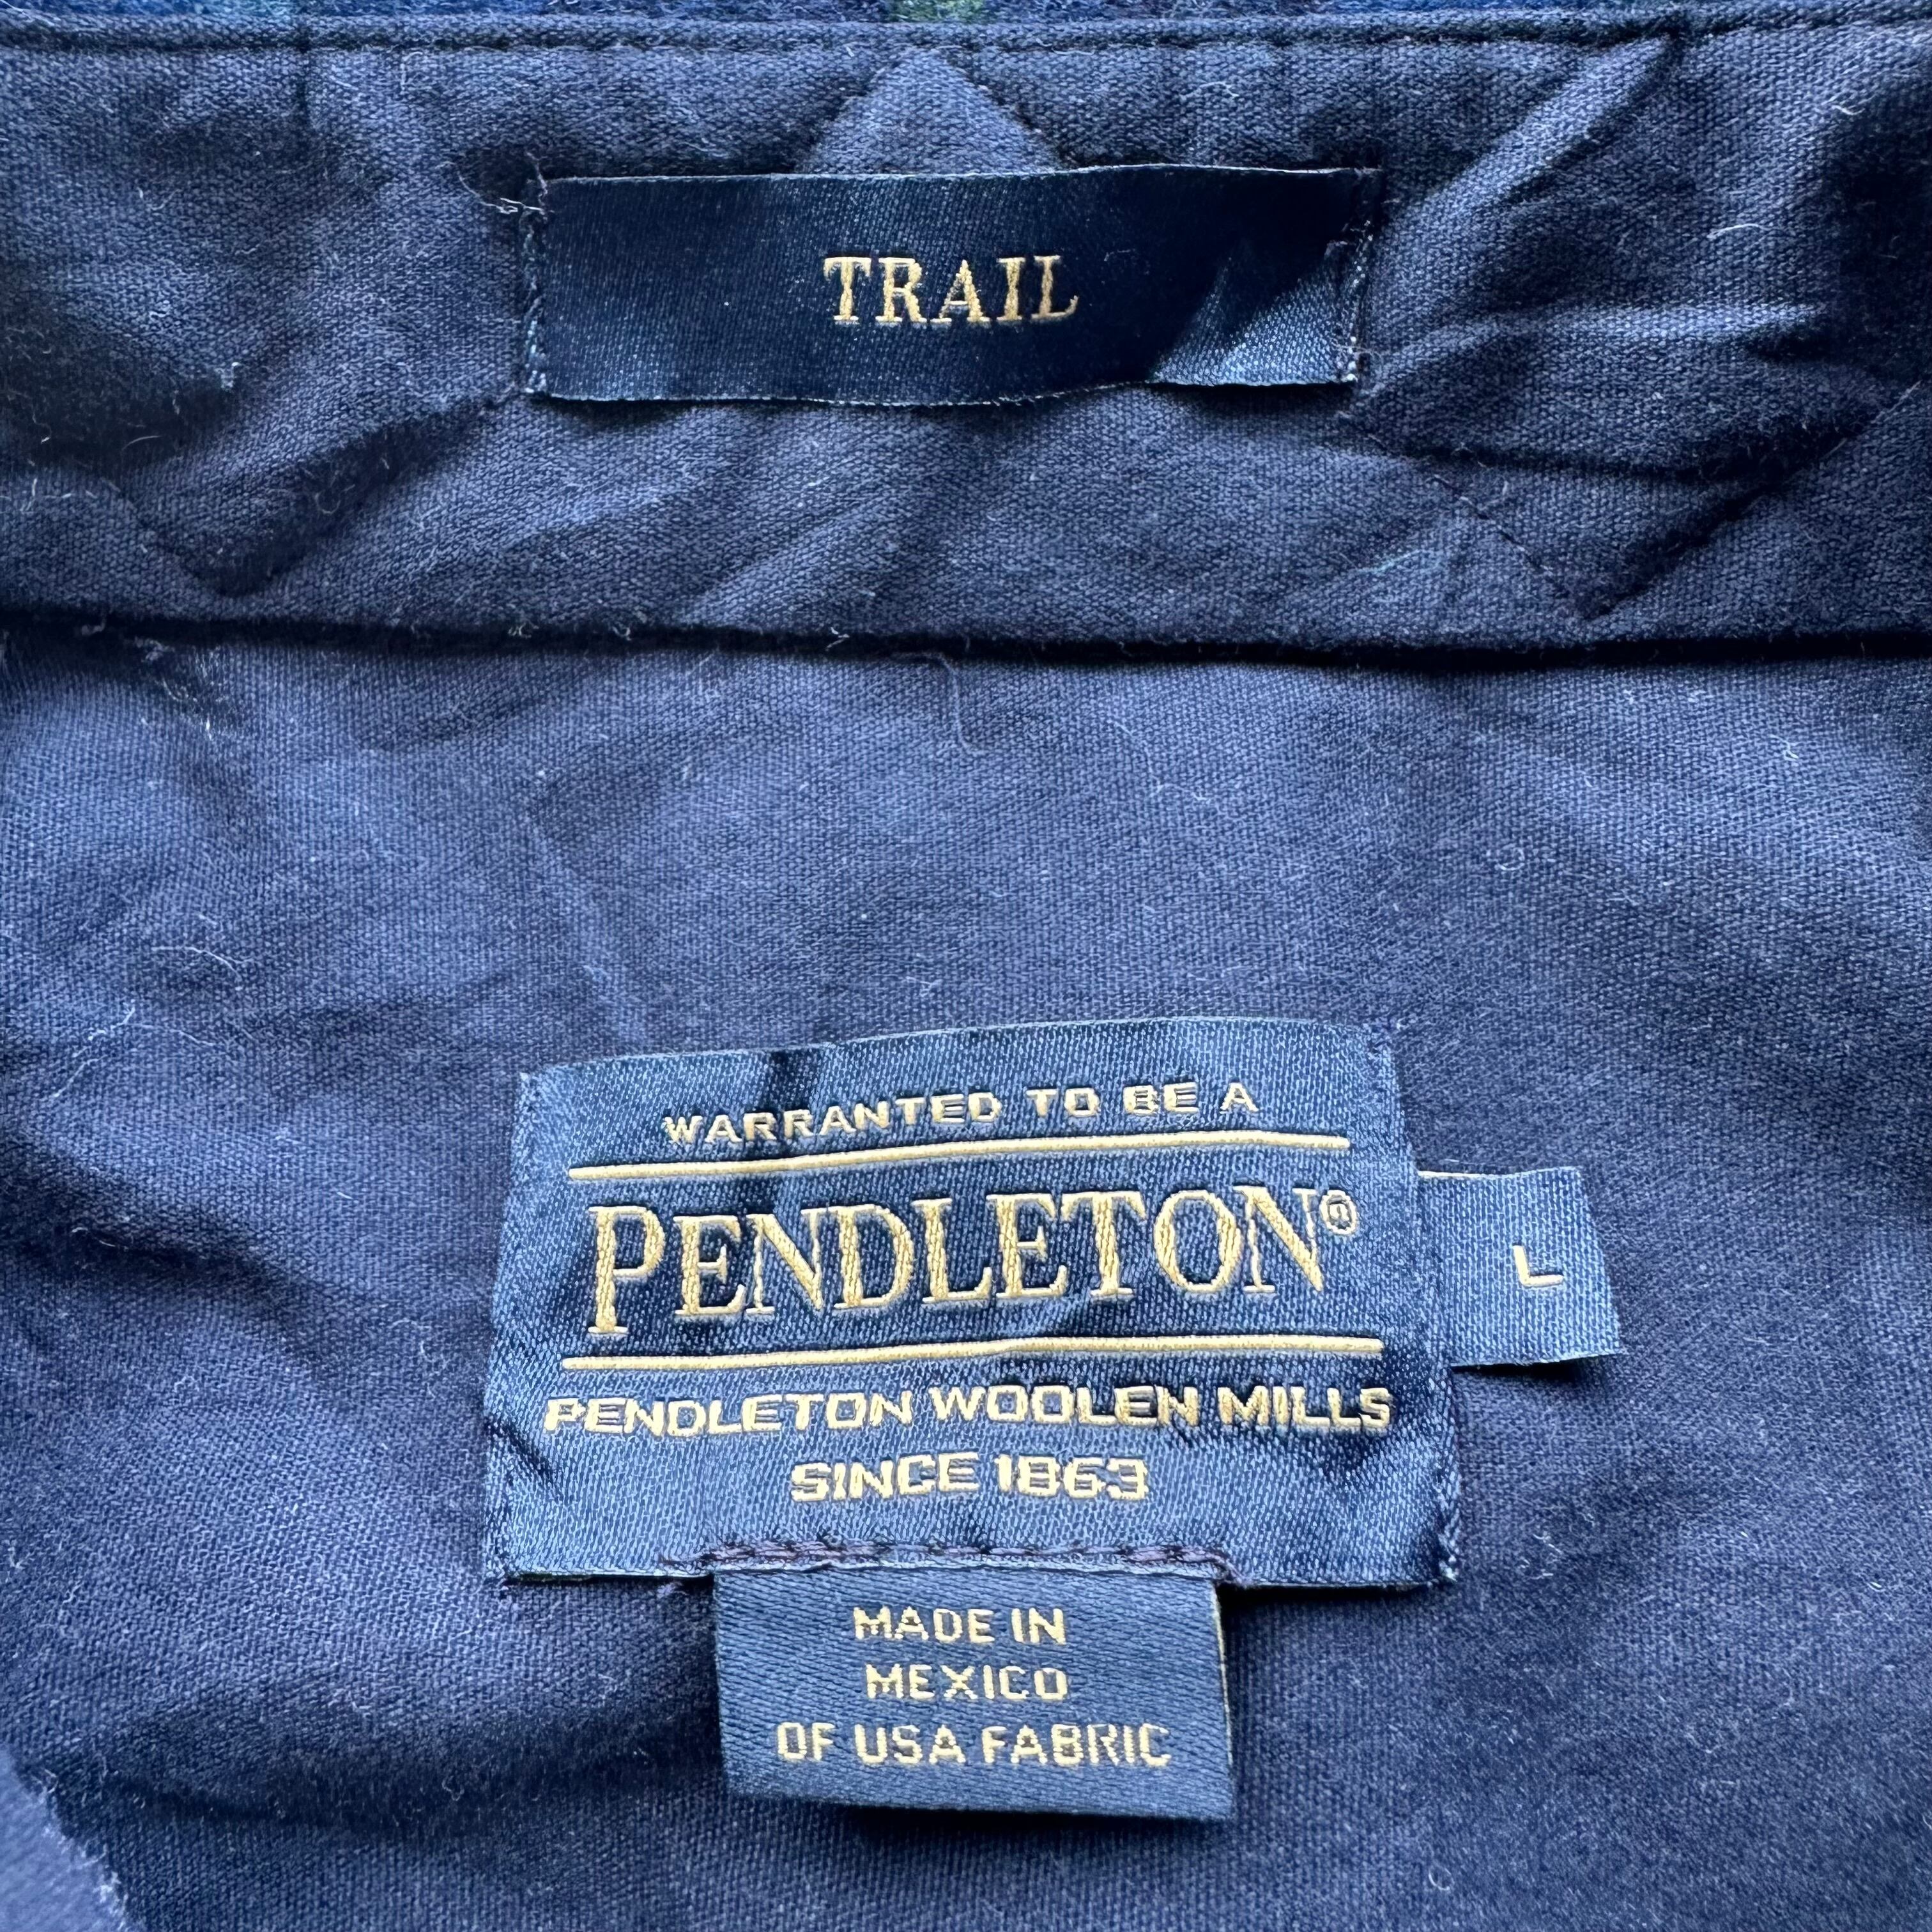 TRAIL
WARRANTED TO BE A
PENDLETON®
L
PENDLETON WOOLEN MILLS
SINCE 1863
MADE IN
MEXICO
OF USA FABRIC